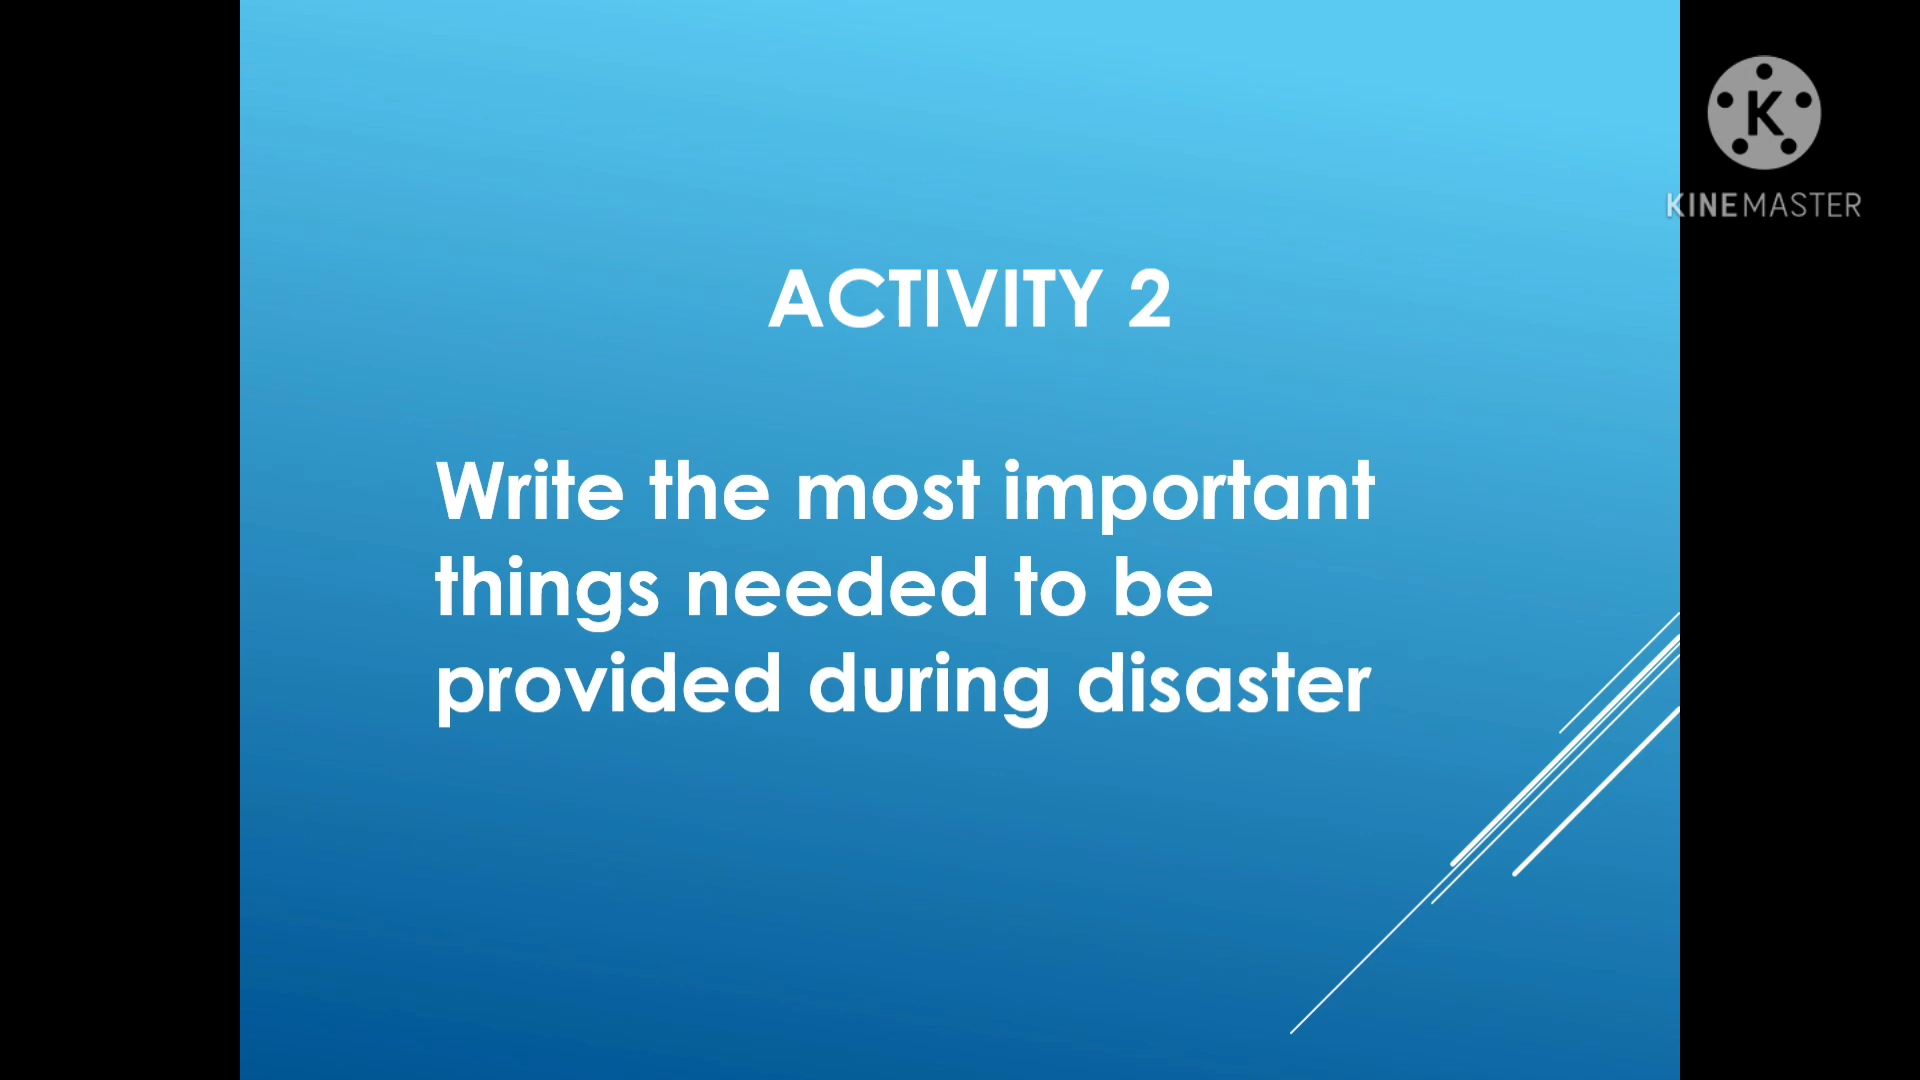 K
KINEMASTER
ACTIVITY 2
Write the most important
things needed to be
provided during disaster